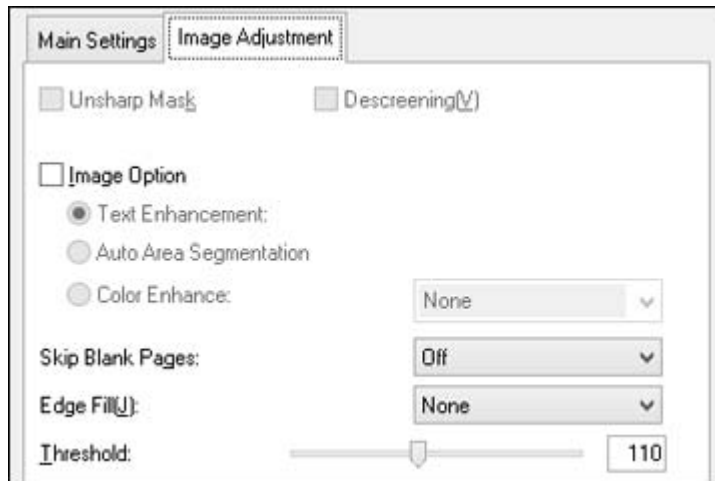 Main Settings Image Adjustment
Unsharp Mask Descreening(V)
Image Option
Text Enhancement:
Auto Area Segmentation
Color Enhance: None
Skip Blank Pages: Off
Edge Fill(J): None
Threshold: 110